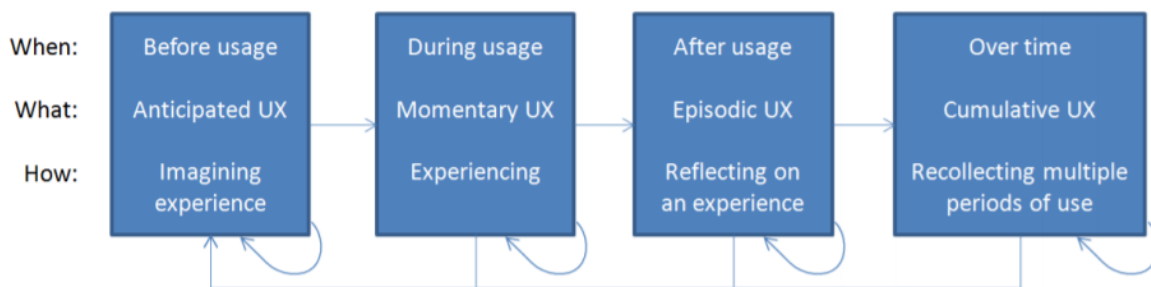 When: Before usage During usage After usage Over time
What: Anticipated UX Momentary UX Episodic UX Cumulative UX
How: Imagining Experiencing Reflecting on Recollecting multiple
experience an experience periods of use